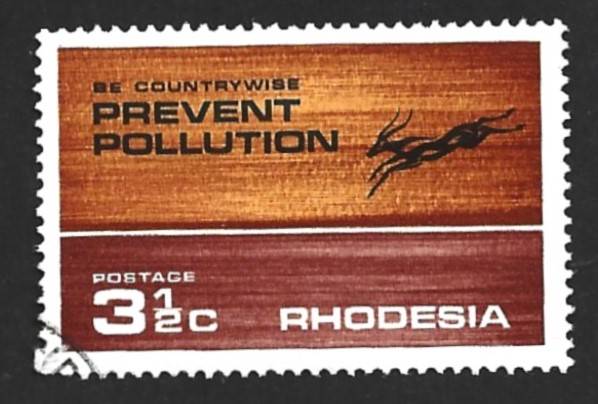 BE COUNTRYWISE
PREVENT
POLLUTION
POSTAGE
3½c
RHODESIA